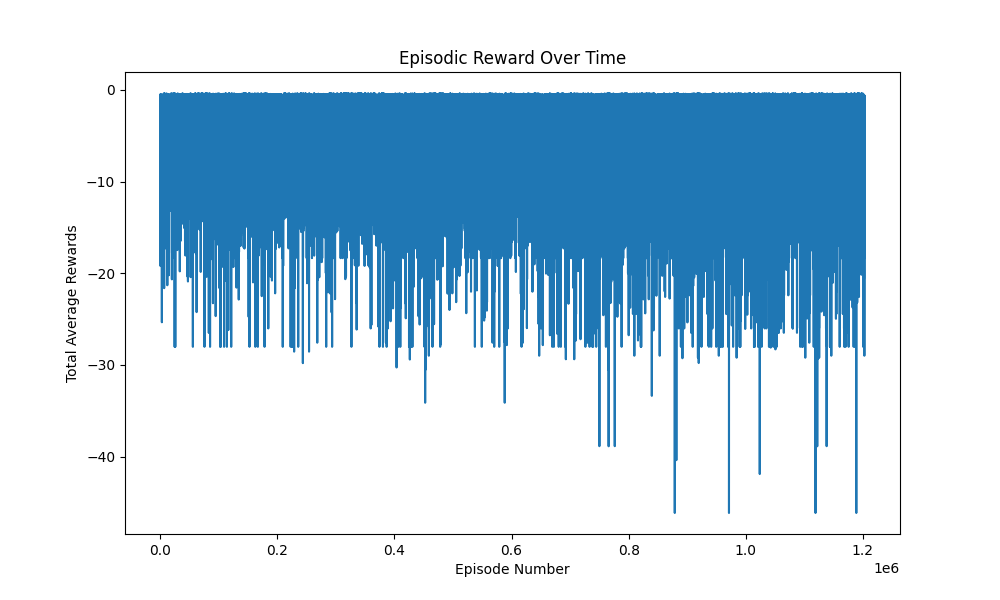 Episodic Reward Over Time
Total Average Rewards
0
−10
−20
−30
−40
0.0 0.2 0.4 0.6 0.8 1.0 1.2
1e6
Episode Number